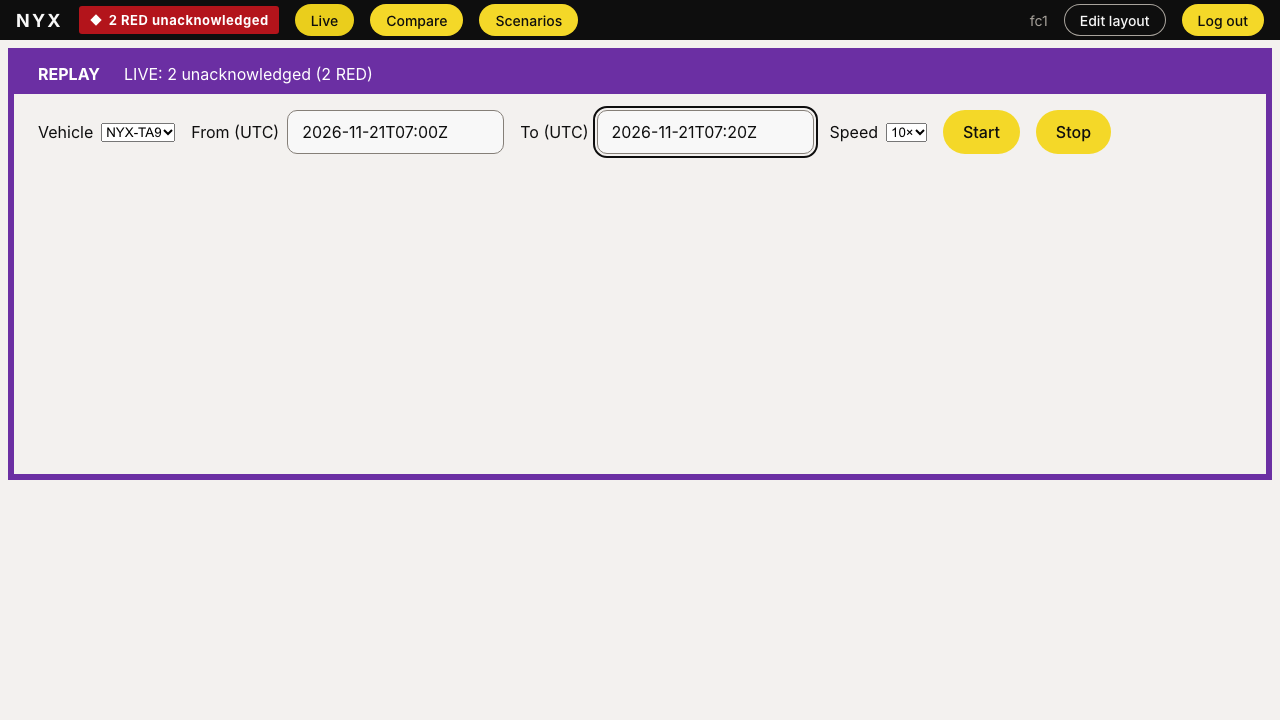 NYX ◆ 2 RED unacknowledged Live Compare Scenarios fc1 Edit layout Log out
REPLAY LIVE: 2 unacknowledged (2 RED)
Vehicle NYX-TA9 From (UTC) 2026-11-21T07:00Z To (UTC) 2026-11-21T07:20Z Speed 10× Start Stop